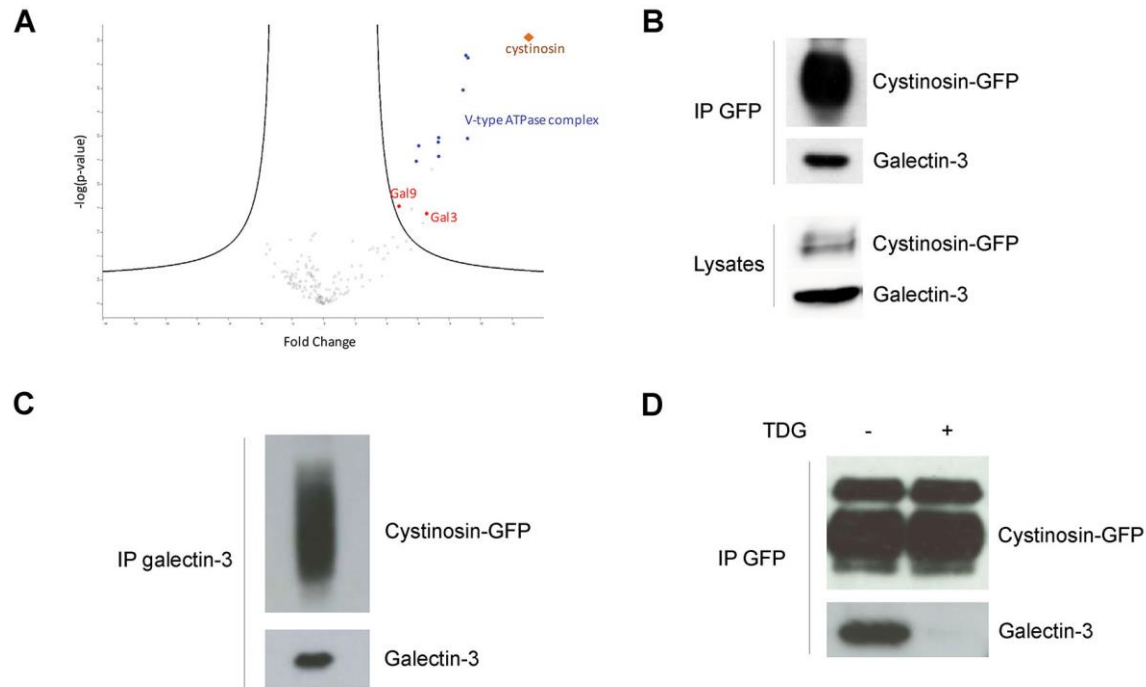 A
cystinosin
V-type ATPase complex
Gal9
Gal3
-log(p-value)
Fold Change
B
IP GFP
Cystinosin-GFP
Galectin-3
Lysates
Cystinosin-GFP
Galectin-3
C
IP galectin-3
Cystinosin-GFP
Galectin-3
D
TDG - +
IP GFP
Cystinosin-GFP
Galectin-3